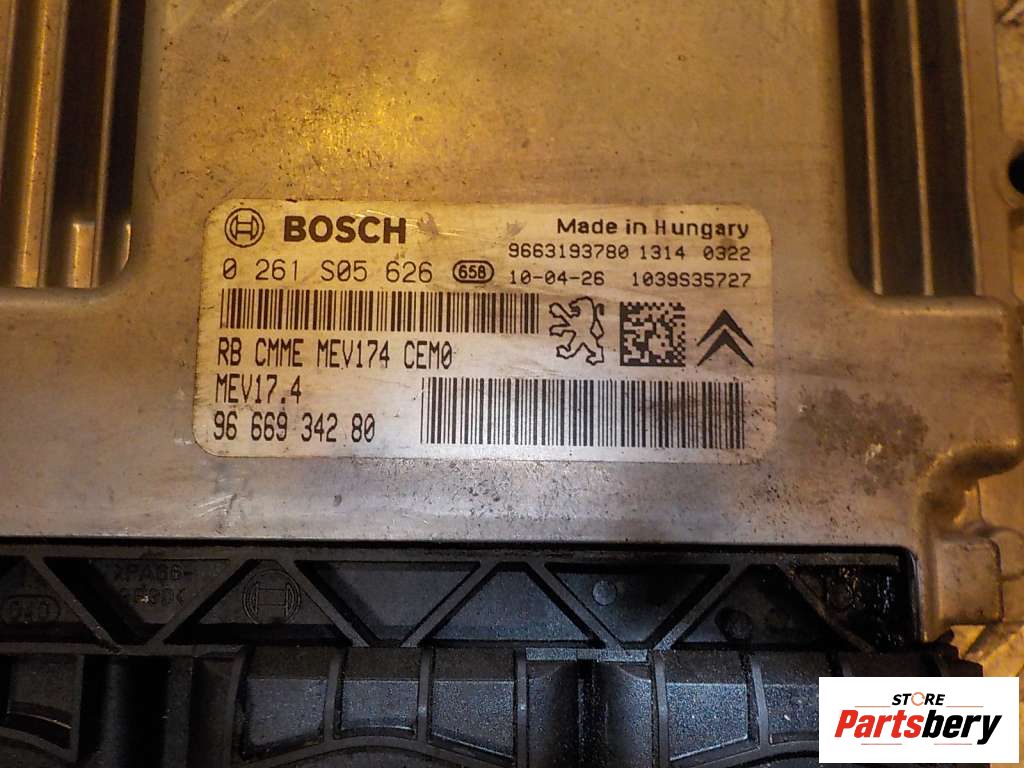 BOSCH
Made in Hungary
9663193780 1314 0322
0 261 S05 626 658
10-04-26 1039S35727
RB CMME MEV174 CEM0
MEV17.4
96 669 342 80
STORE
Partsbery